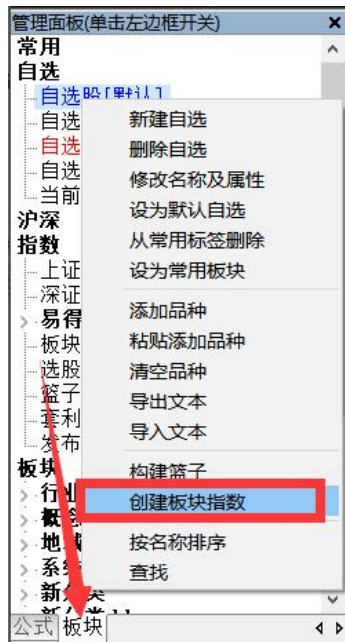 管理面板(单击左边框开关)
常用
自选
自选股[默认]
自选
自选
自选
当前
沪深
指数
上证
深证
易得
板块
选股
篮子
套利
发布
板块
行业
概念
地域
系统
新分类
公式
板块
新建自选
删除自选
修改名称及属性
设为默认自选
从常用标签删除
设为常用板块
添加品种
粘贴添加品种
清空品种
导出文本
导入文本
构建篮子
创建板块指数
按名称排序
查找